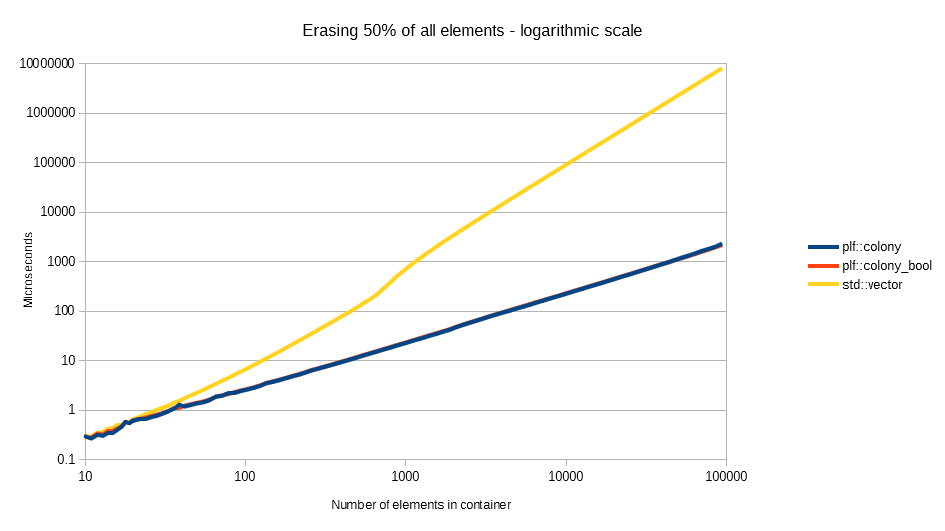 Erasing 50% of all elements - logarithmic scale
10000000
1000000
100000
10000
1000
100
10
1
0.1
Microseconds
10 100 1000 10000 100000
Number of elements in container
plf::colony
plf::colony_bool
std::vector